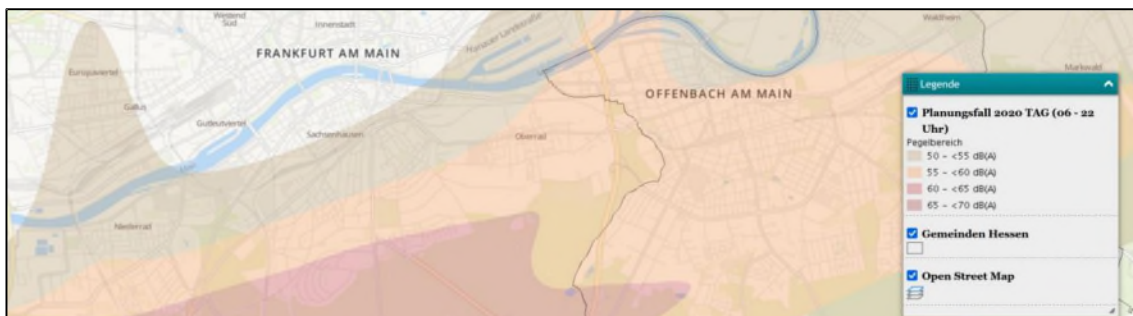 Westend
Süd
Innenstadt
Hanauer Landstraße
Waldheim
FRANKFURT AM MAIN
Europaviertel
Markwald
Gallus
OFFENBACH AM MAIN
Gutleutviertel
Sachsenhausen
Oberrad
Main
Niederrad
Legende
Planungsfall 2020 TAG (06 - 22
Uhr)
Pegelbereich
50 - <55 dB(A)
55 - <60 dB(A)
60 - <65 dB(A)
65 - <70 dB(A)
Gemeinden Hessen
Open Street Map